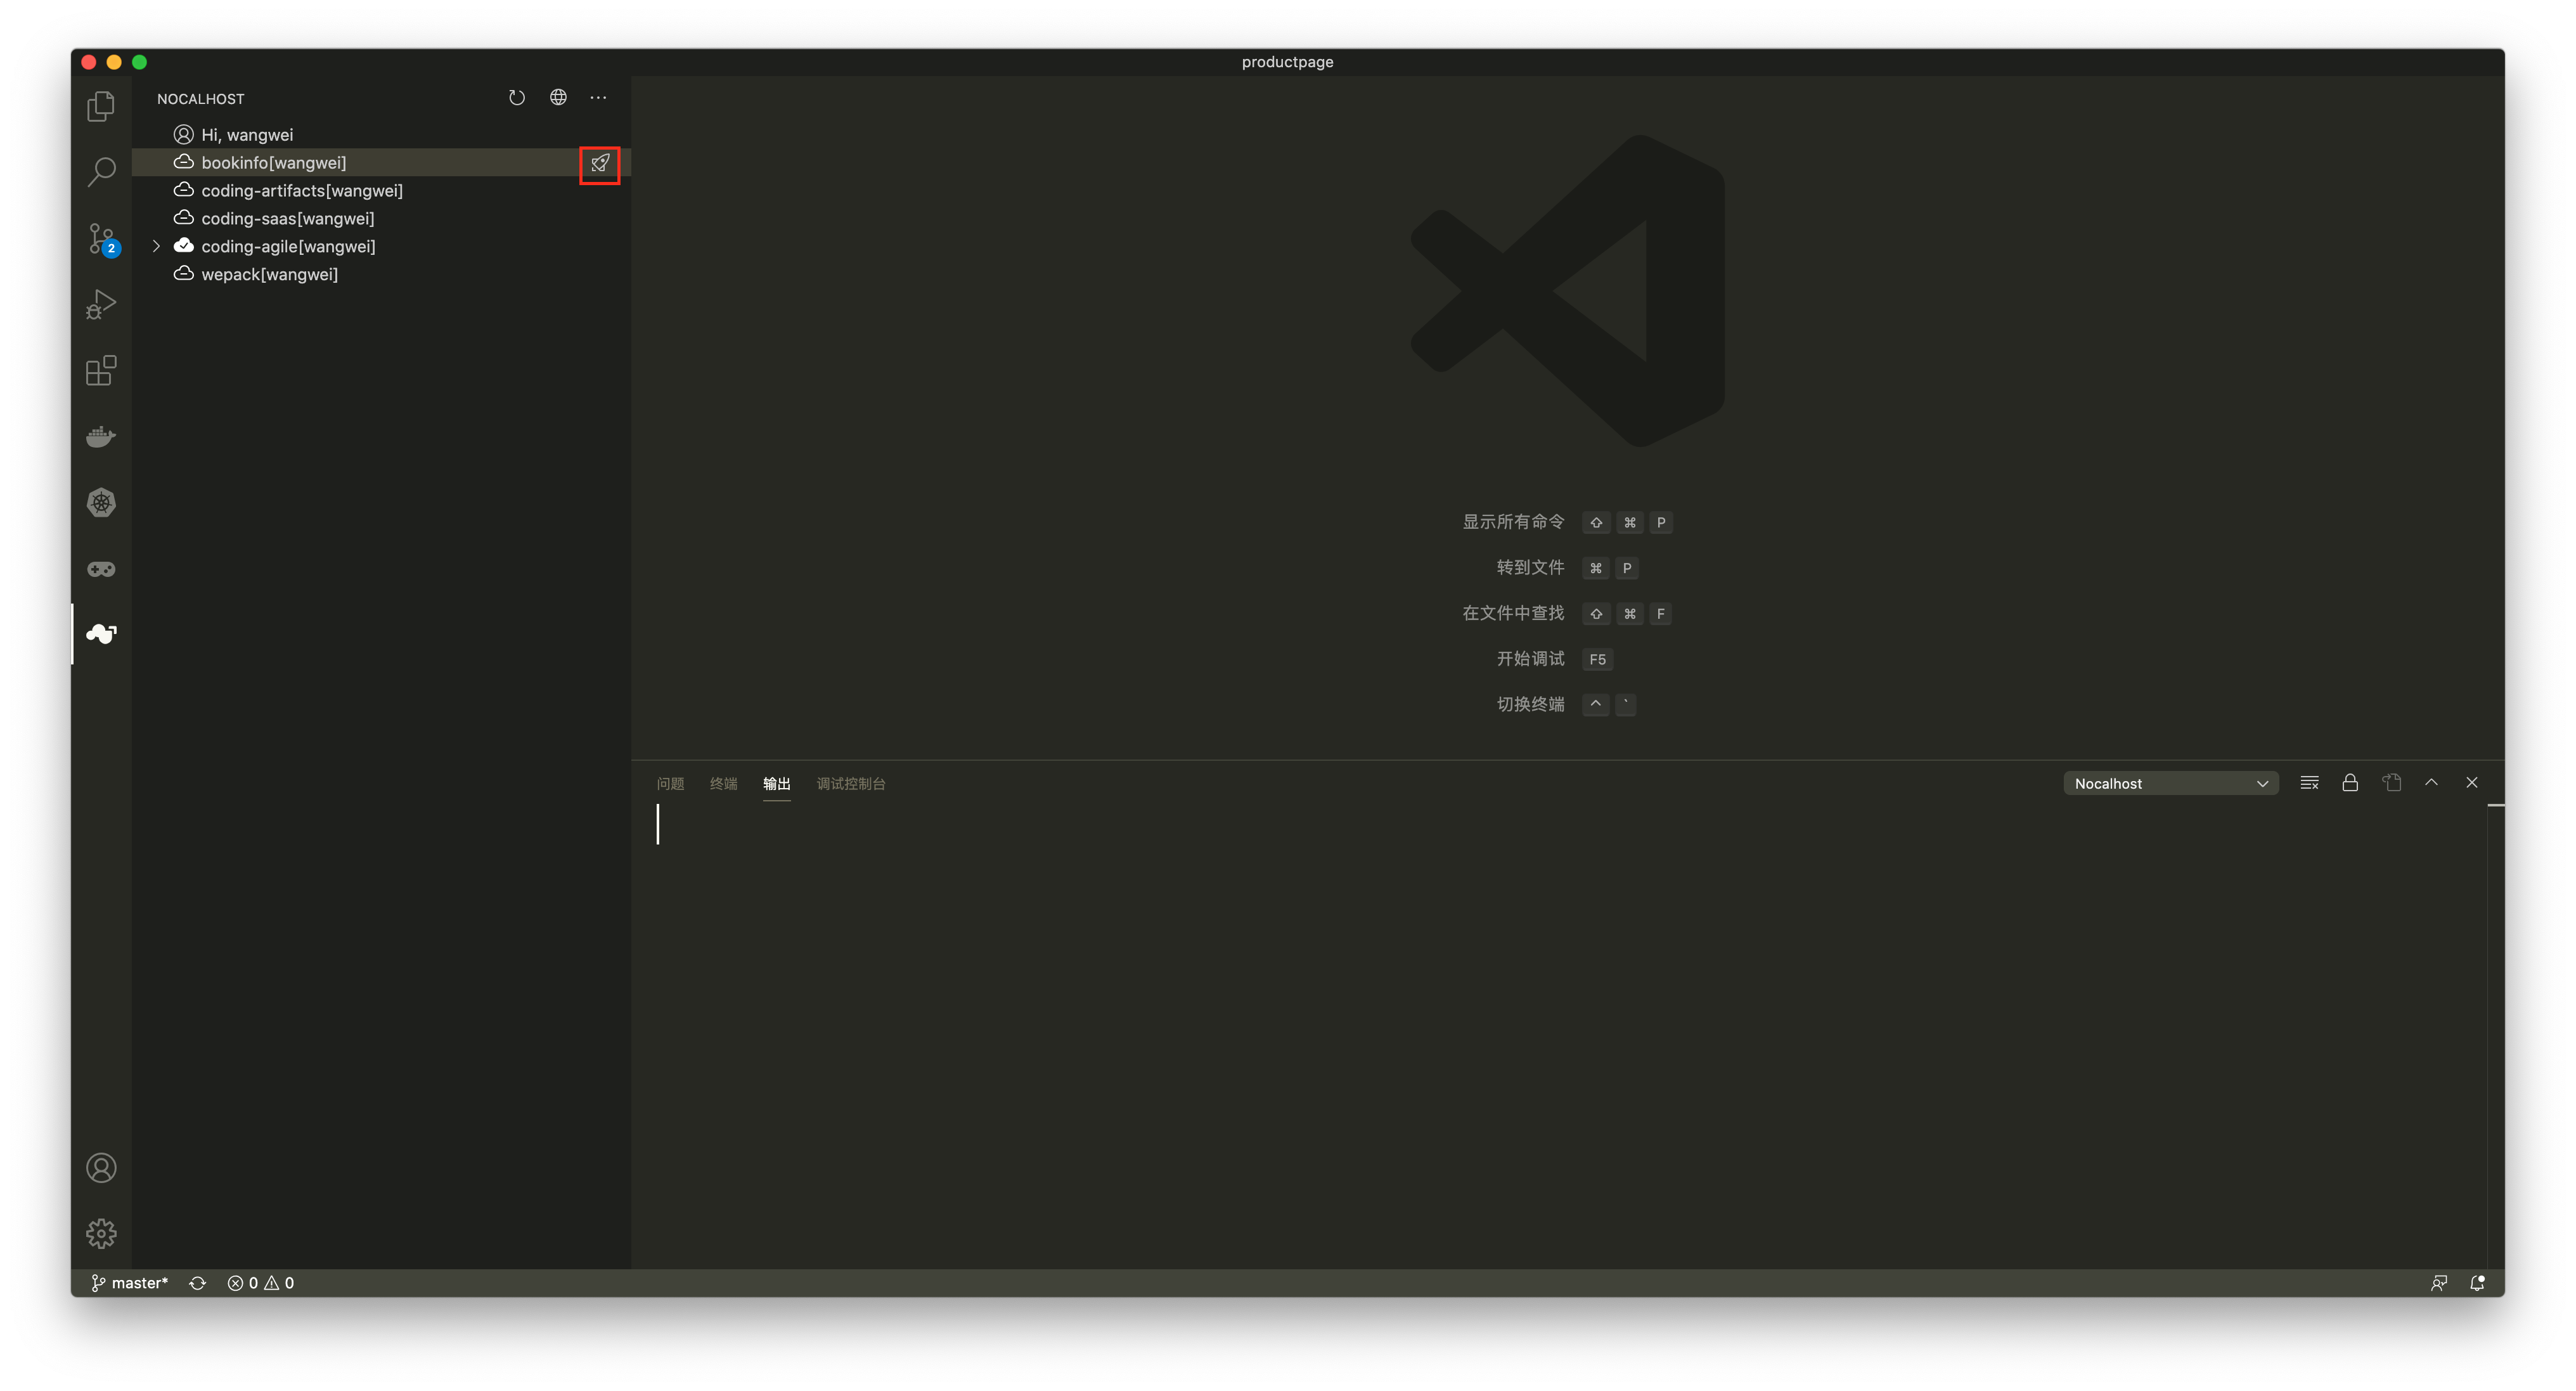 productpage
NOCALHOST
Hi, wangwei
bookinfo[wangwei]
coding-artifacts[wangwei]
coding-saas[wangwei]
coding-agile[wangwei]
wepack[wangwei]
2
显示所有命令 ⇧ ⌘ P
转到文件 ⌘ P
在文件中查找 ⇧ ⌘ F
开始调试 F5
切换终端 ^ `
问题 终端 输出 调试控制台 Nocalhost
master* 0 0